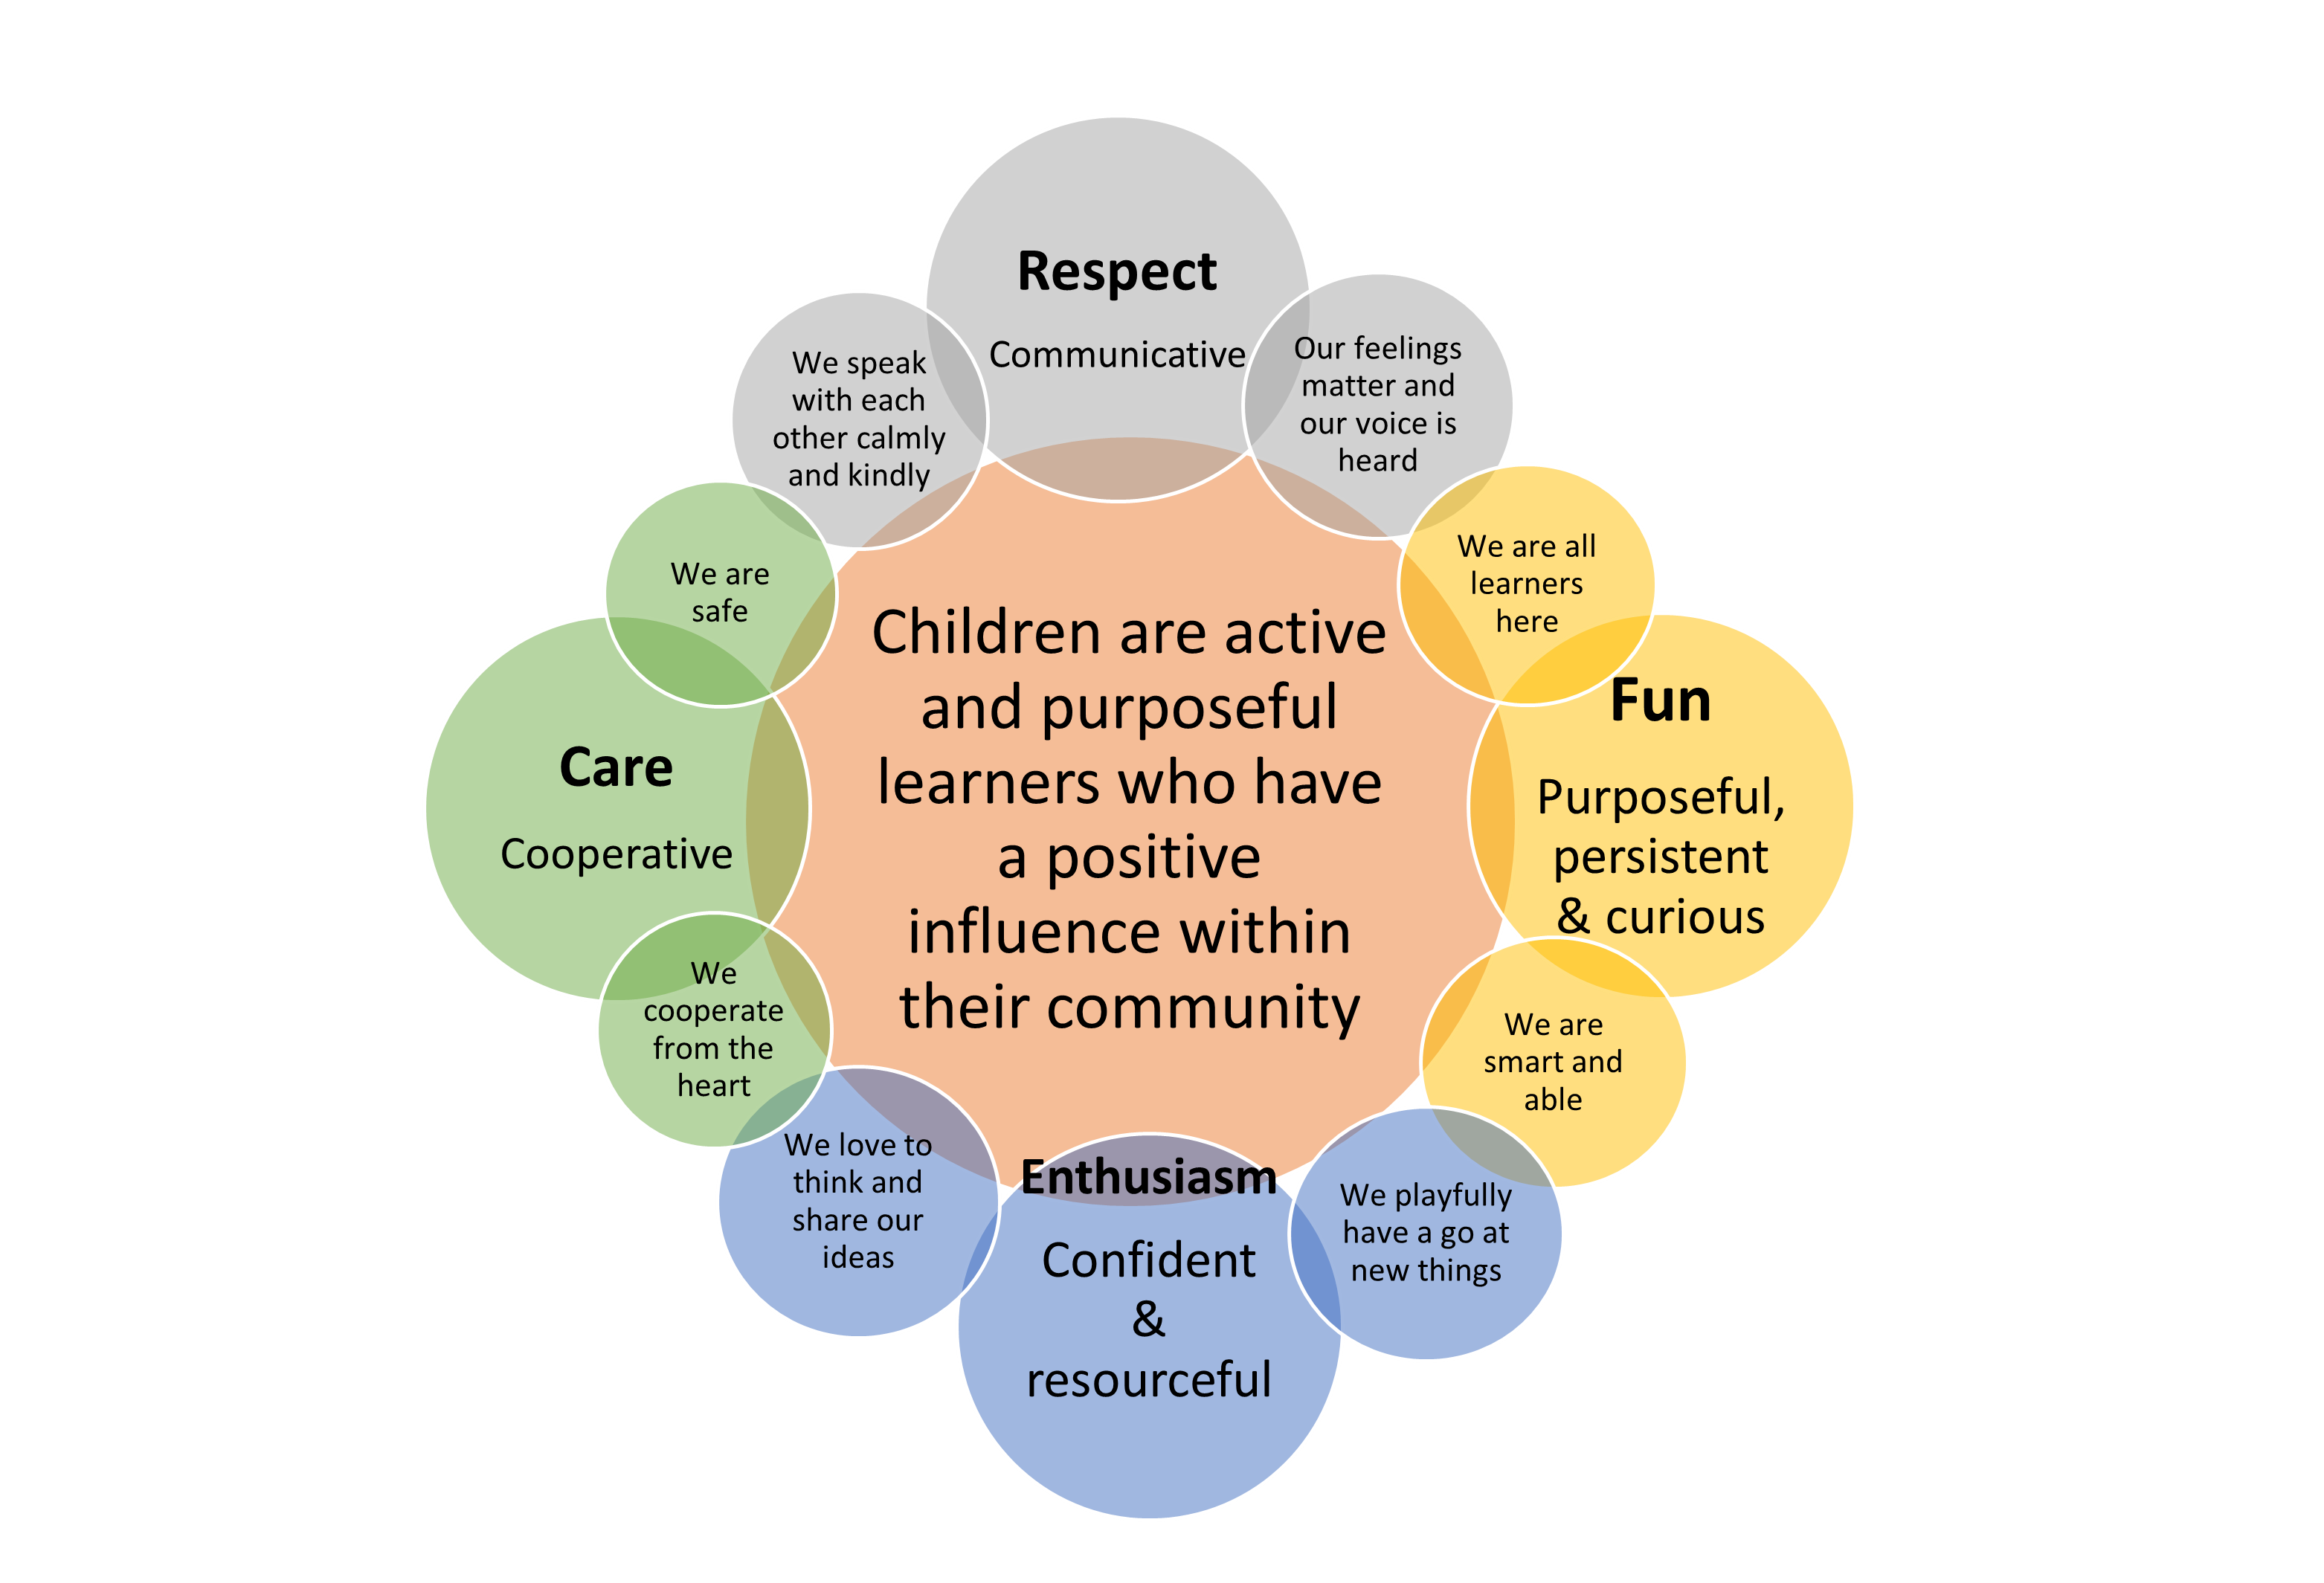 Respect
Communicative
We speak
with each
other calmly
and kindly
Our feelings
matter and
our voice is
heard
We are all
learners
here
We are
safe
Children are active
and purposeful
learners who have
a positive
influence within
their community
Care
Cooperative
Fun
Purposeful,
persistent
& curious
We
cooperate
from the
heart
We are
smart and
able
We love to
think and
share our
ideas
Enthusiasm
Confident
&
resourceful
We playfully
have a go at
new things